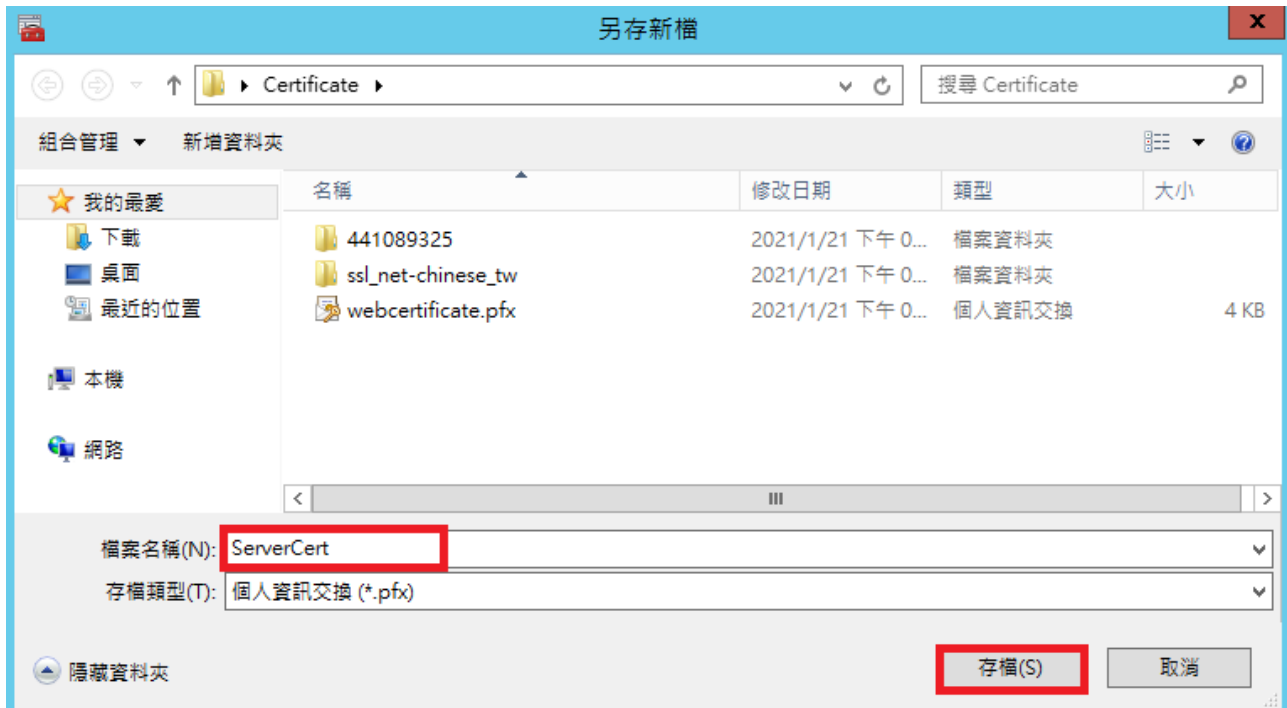 另存新檔
Certificate
搜尋 Certificate
組合管理 新增資料夾
名稱 修改日期 類型 大小
我的最愛
下載
桌面
最近的位置
本機
網路
441089325 2021/1/21 下午 0... 檔案資料夾
ssl_net-chinese_tw 2021/1/21 下午 0... 檔案資料夾
webcertificate.pfx 2021/1/21 下午 0... 個人資訊交換 4 KB
檔案名稱(N): ServerCert
存檔類型(T): 個人資訊交換 (*.pfx)
隱藏資料夾 存檔(S) 取消